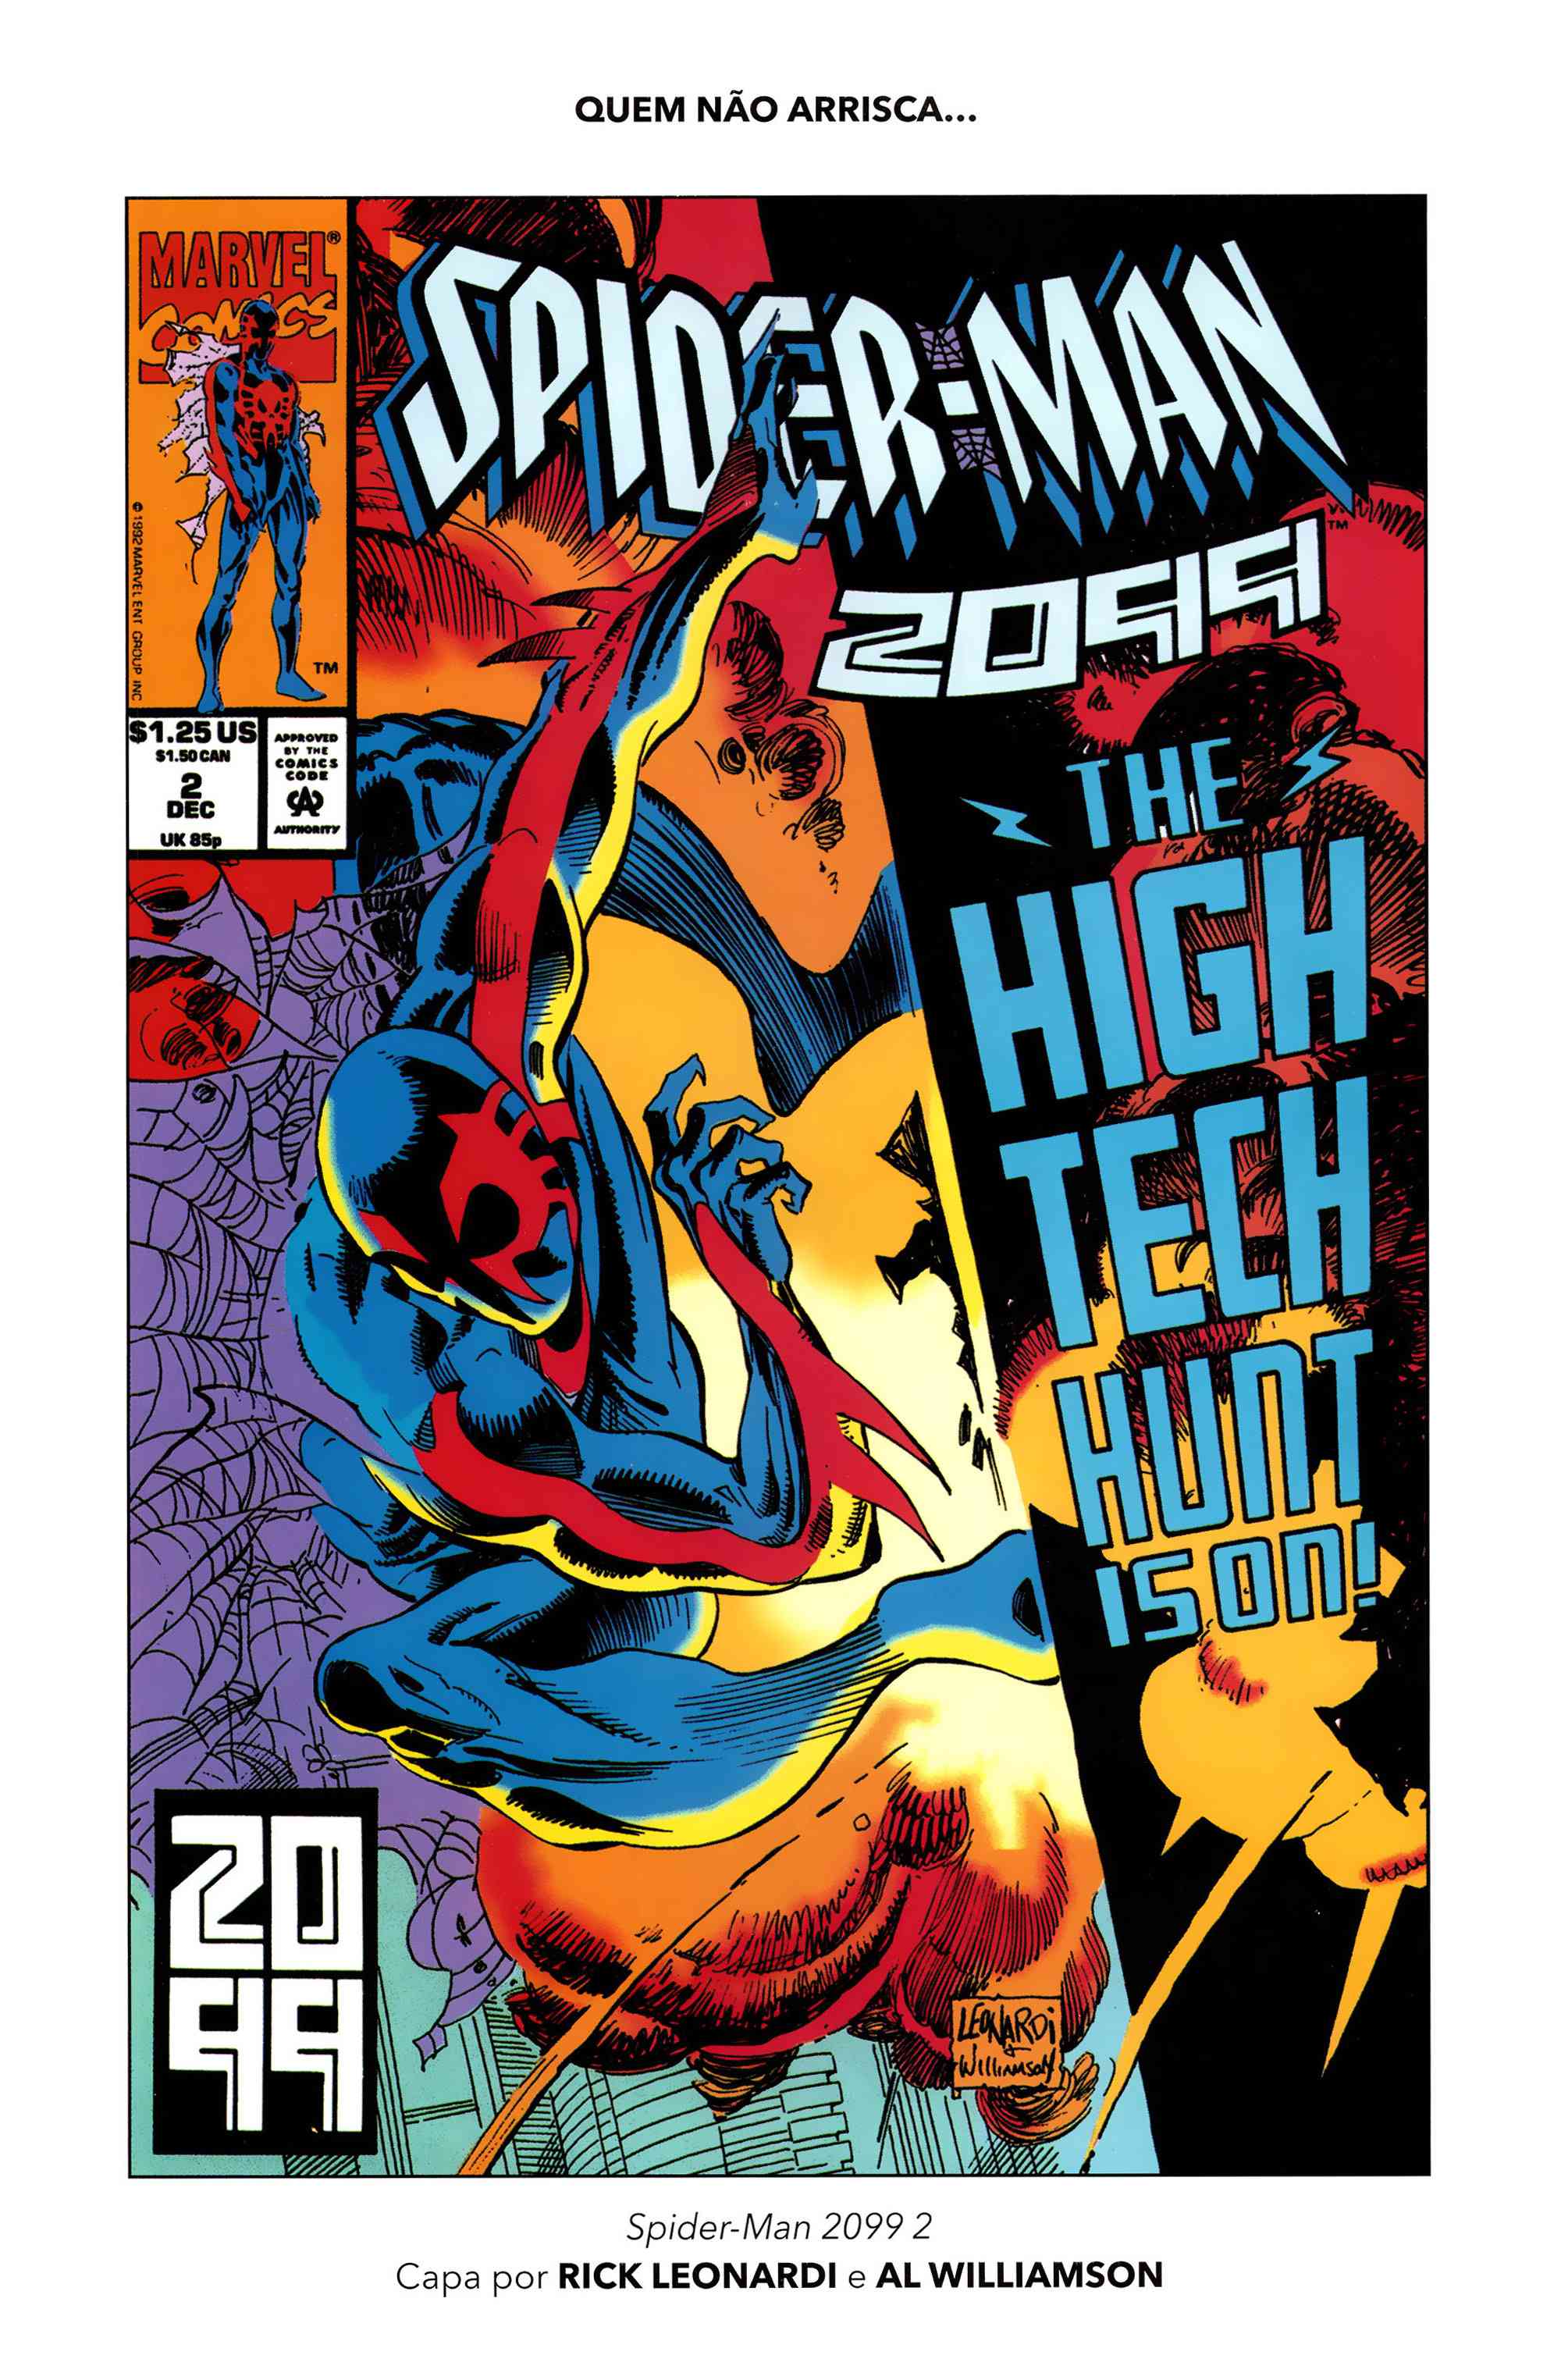 QUEM NÃO ARRISCA...
MARVEL®
COMICS
© 1992 MARVEL ENT GROUP INC
TM
$1.25 US
$1.50 CAN
2
DEC
UK 85p
APPROVED
BY THE
COMICS
CODE
CA
AUTHORITY
SPIDER-MAN
TM
2099
THE
HIGH
TECH
HUNT
IS ON!
20
99
LEONARDI
+
WILLIAMSON
Spider-Man 2099 2
Capa por RICK LEONARDI e AL WILLIAMSON